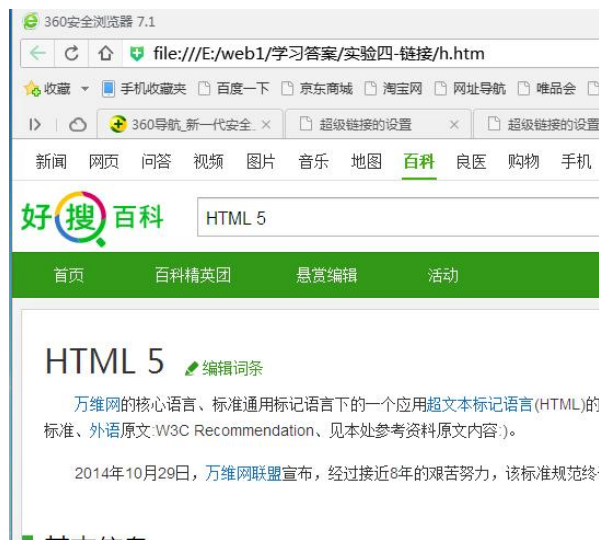 360安全浏览器 7.1
file:///E:/web1/学习答案/实验四-链接/h.htm
收藏 手机收藏夹 百度一下 京东商城 淘宝网 网址导航 唯品会
360导航_新一代安全 超级链接的设置 超级链接的设置
新闻 网页 问答 视频 图片 音乐 地图 百科 良医 购物 手机
好搜百科 HTML 5
首页 百科精英团 悬赏编辑 活动
HTML 5 编辑词条
万维网的核心语言、标准通用标记语言下的一个应用超文本标记语言(HTML)的
标准、外语原文:W3C Recommendation、见本处参考资料原文内容:)。
2014年10月29日，万维网联盟宣布，经过接近8年的艰苦努力，该标准规范终